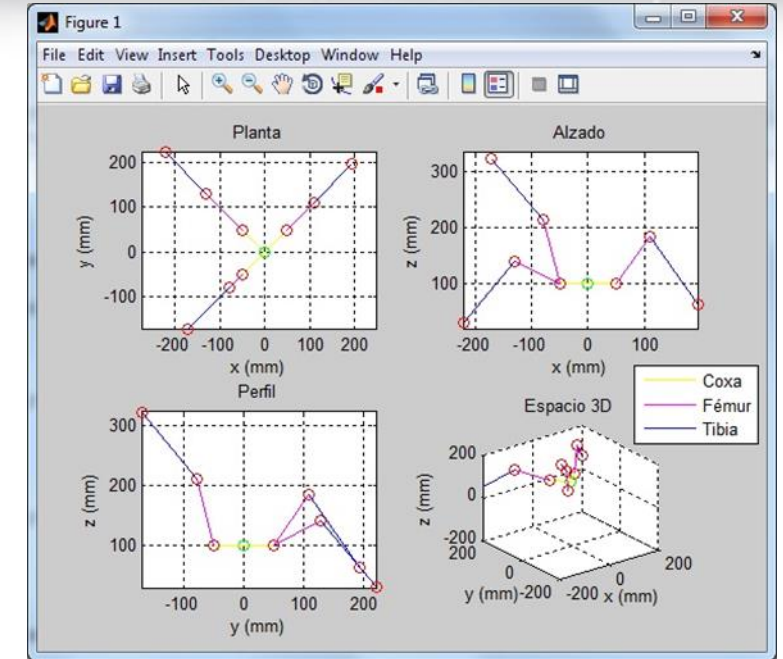 Figure 1
File Edit View Insert Tools Desktop Window Help
Planta
200
100
0
-100
y (mm)
-200 -100 0 100 200
x (mm)
Alzado
300
200
100
z (mm)
-200 -100 0 100
x (mm)
Perfil
300
200
100
z (mm)
-100 0 100 200
y (mm)
Coxa
Fémur
Tibia
Espacio 3D
200
0
-200
z (mm)
200
0
-200
y (mm)
-200
0
200
x (mm)